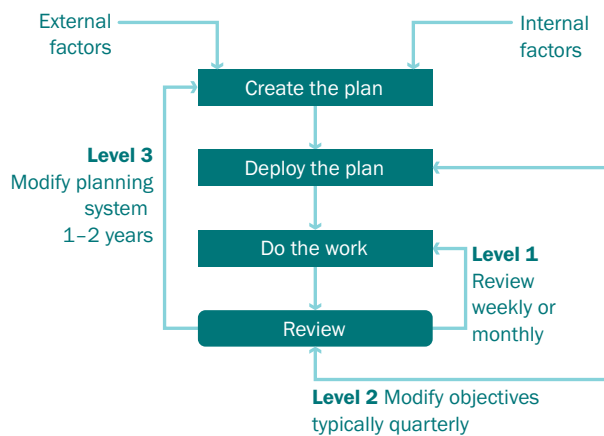 External
factors
Internal
factors
Create the plan
Level 3
Modify planning
system
1–2 years
Deploy the plan
Do the work
Level 1
Review
weekly or
monthly
Review
Level 2 Modify objectives
typically quarterly